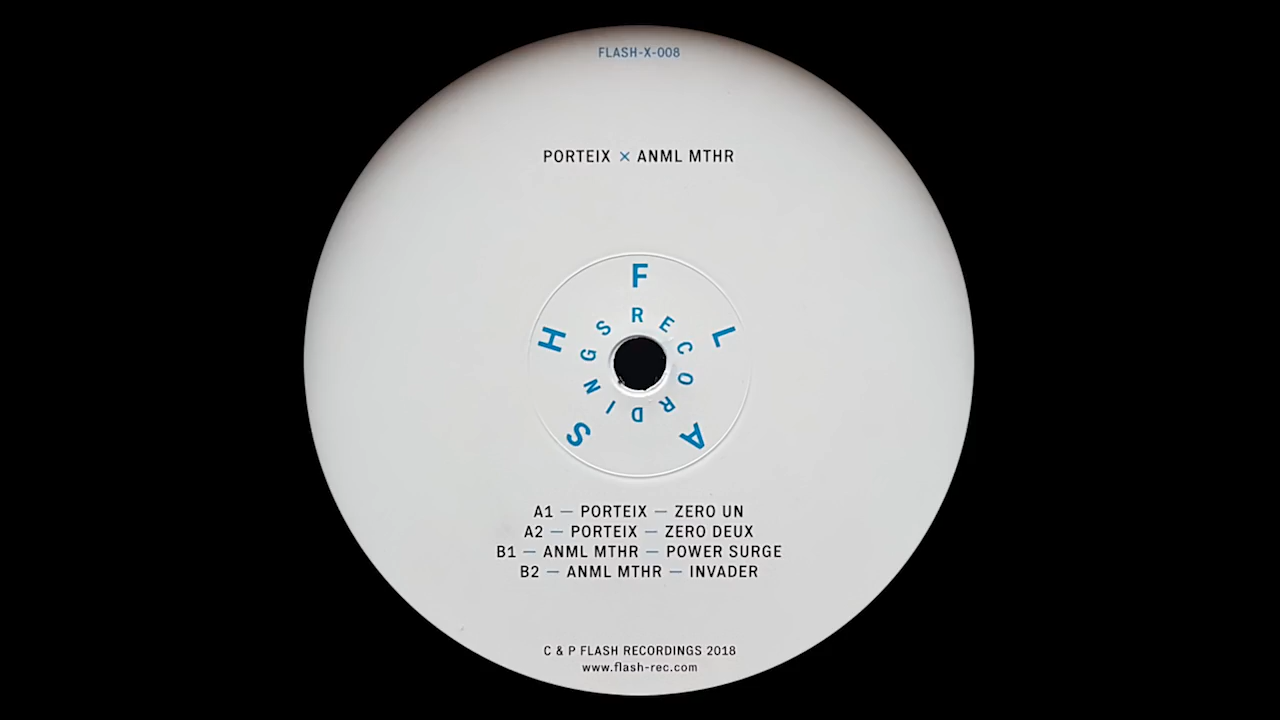 FLASH-X-008
PORTEIX × ANML MTHR
FLASH
RECORDINGS
A1 — PORTEIX — ZERO UN
A2 — PORTEIX — ZERO DEUX
B1 — ANML MTHR — POWER SURGE
B2 — ANML MTHR — INVADER
C & P FLASH RECORDINGS 2018
www.flash-rec.com